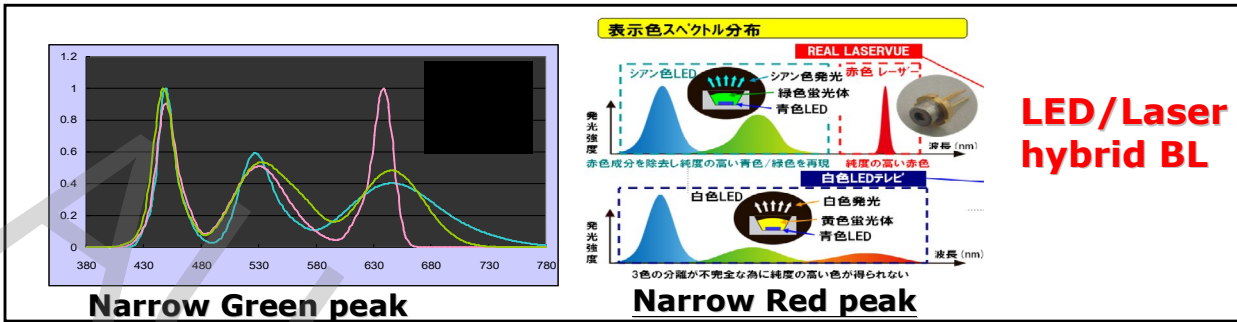 1.2
1
0.8
0.6
0.4
0.2
0
380 430 480 530 580 630 680 730 780
Narrow Green peak
表示色スペクトル分布
REAL LASERVUE
シアン色LED
シアン色発光
緑色蛍光体
青色LED
赤色 レーザー
発光強度
波長(nm)
赤色成分を除去し純度の高い青色/緑色を再現
純度の高い赤色
白色LEDテレビ
白色LED
白色発光
黄色蛍光体
青色LED
発光強度
波長(nm)
3色の分離が不完全な為に純度の高い色が得られない
Narrow Red peak
LED/Laser
hybrid BL